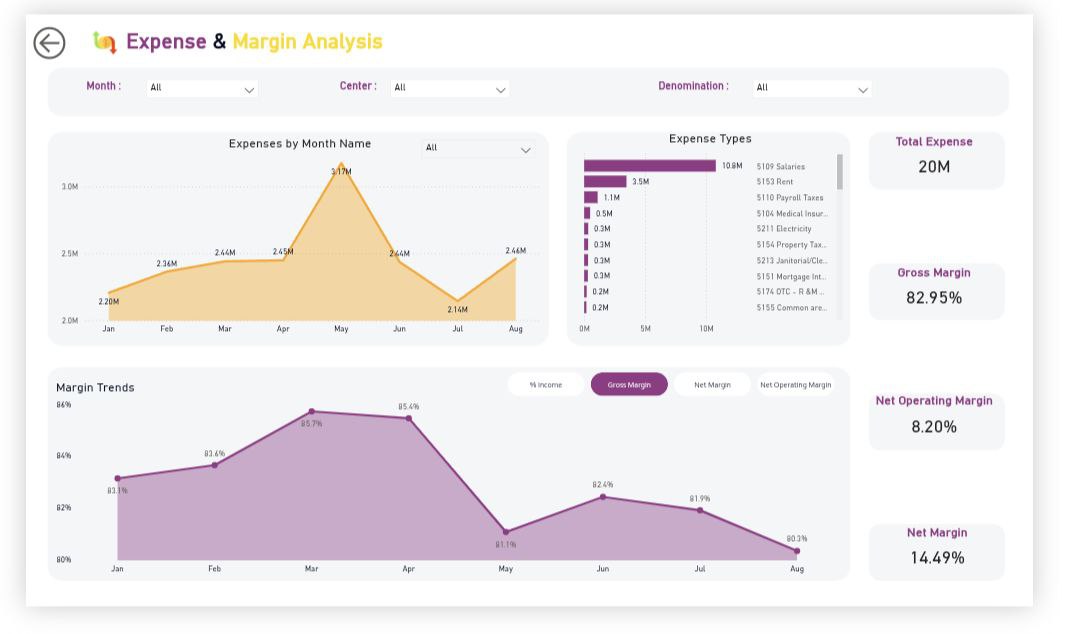 Expense & Margin Analysis
Month : All Center : All Denomination : All
Expenses by Month Name All
3.0M
2.5M
2.0M
2.20M 2.36M 2.44M 2.45M 3.17M 2.44M 2.14M 2.46M
Jan Feb Mar Apr May Jun Jul Aug
Expense Types
10.8M 5109 Salaries
3.5M 5153 Rent
1.1M 5110 Payroll Taxes
0.5M 5104 Medical Insur...
0.3M 5211 Electricity
0.3M 5154 Property Tax...
0.3M 5213 Janitorial/Cle...
0.3M 5151 Mortgage Int...
0.2M 5174 OTC - R &M ...
0.2M 5155 Common are...
0M 5M 10M
Total Expense
20M
Gross Margin
82.95%
Net Operating Margin
8.20%
Net Margin
14.49%
Margin Trends
% Income Gross Margin Net Margin Net Operating Margin
86%
84%
82%
80%
83.1% 83.6% 85.7% 85.4% 81.1% 82.4% 81.9% 80.3%
Jan Feb Mar Apr May Jun Jul Aug